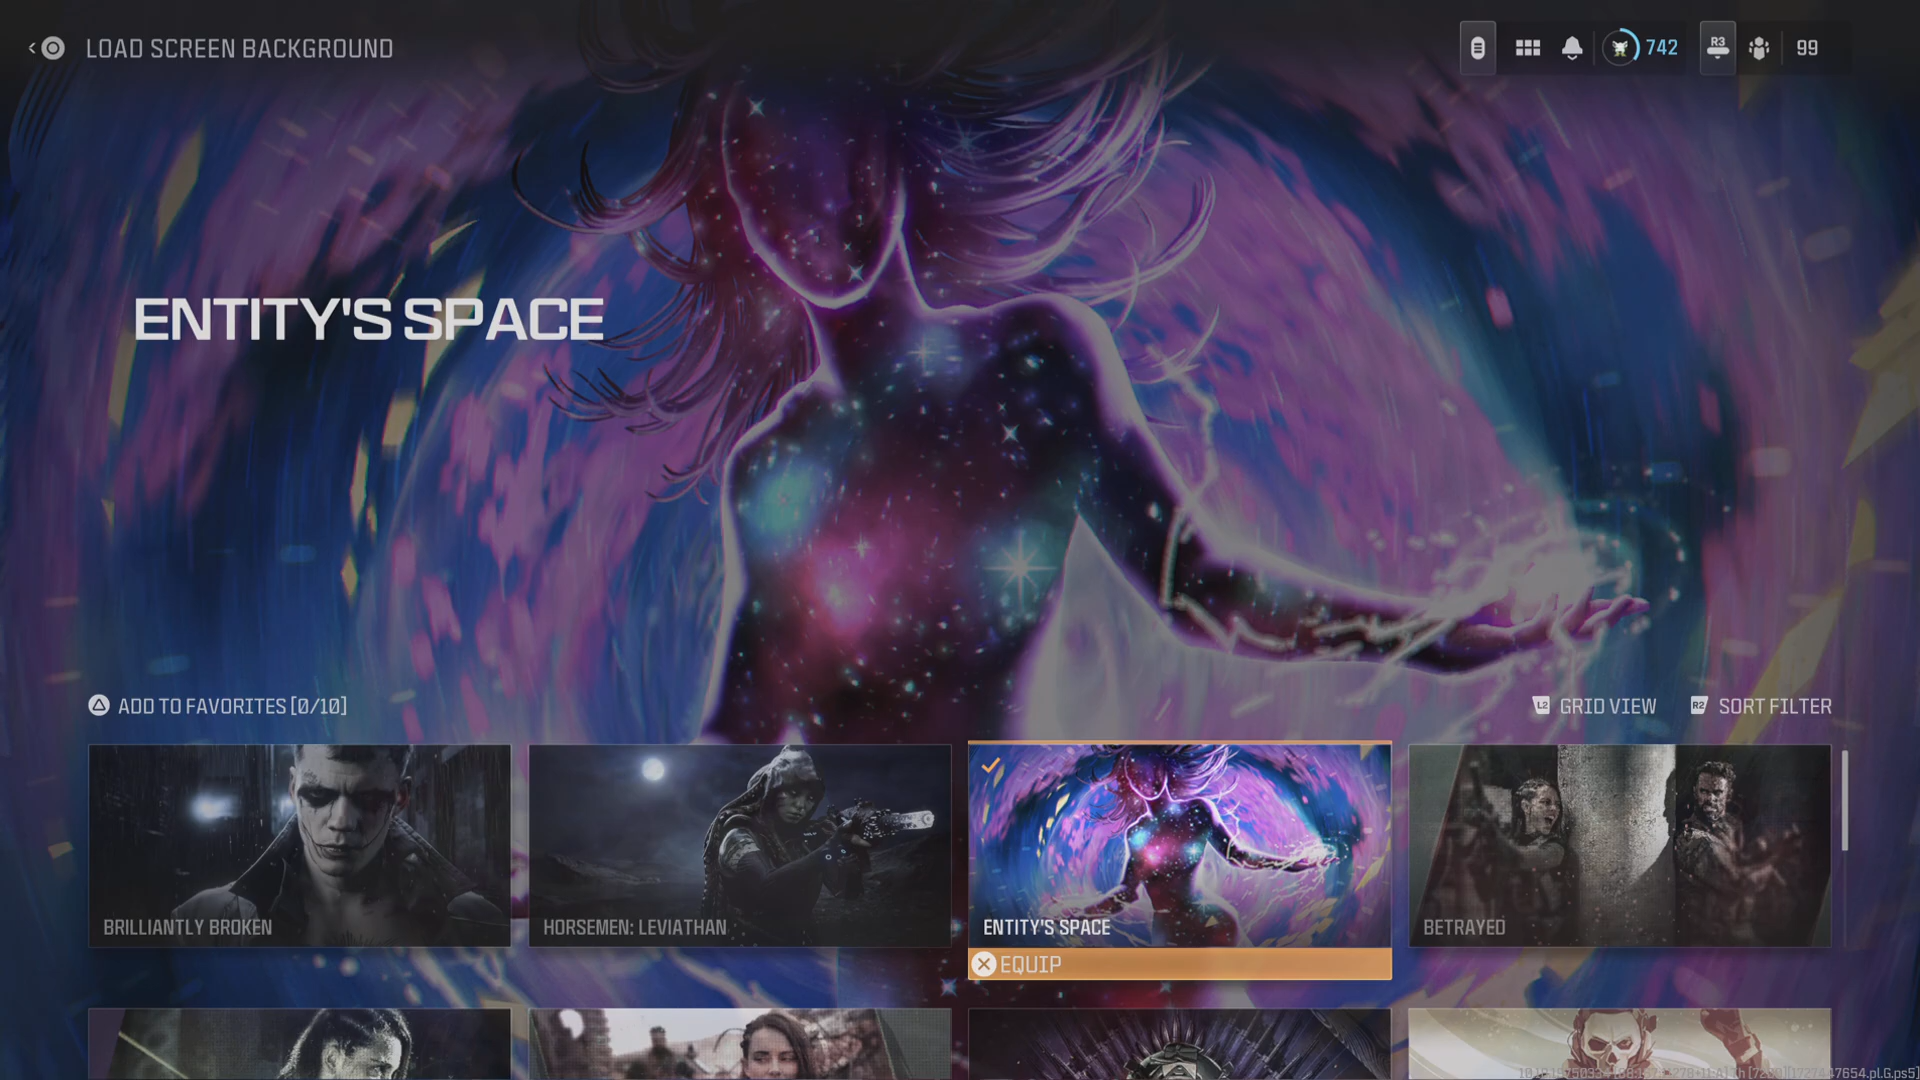 LOAD SCREEN BACKGROUND
742
R3
99
ENTITY'S SPACE
ADD TO FAVORITES [0/10]
L2 GRID VIEW
R2 SORT FILTER
BRILLIANTLY BROKEN
HORSEMEN: LEVIATHAN
ENTITY'S SPACE
BETRAYED
EQUIP